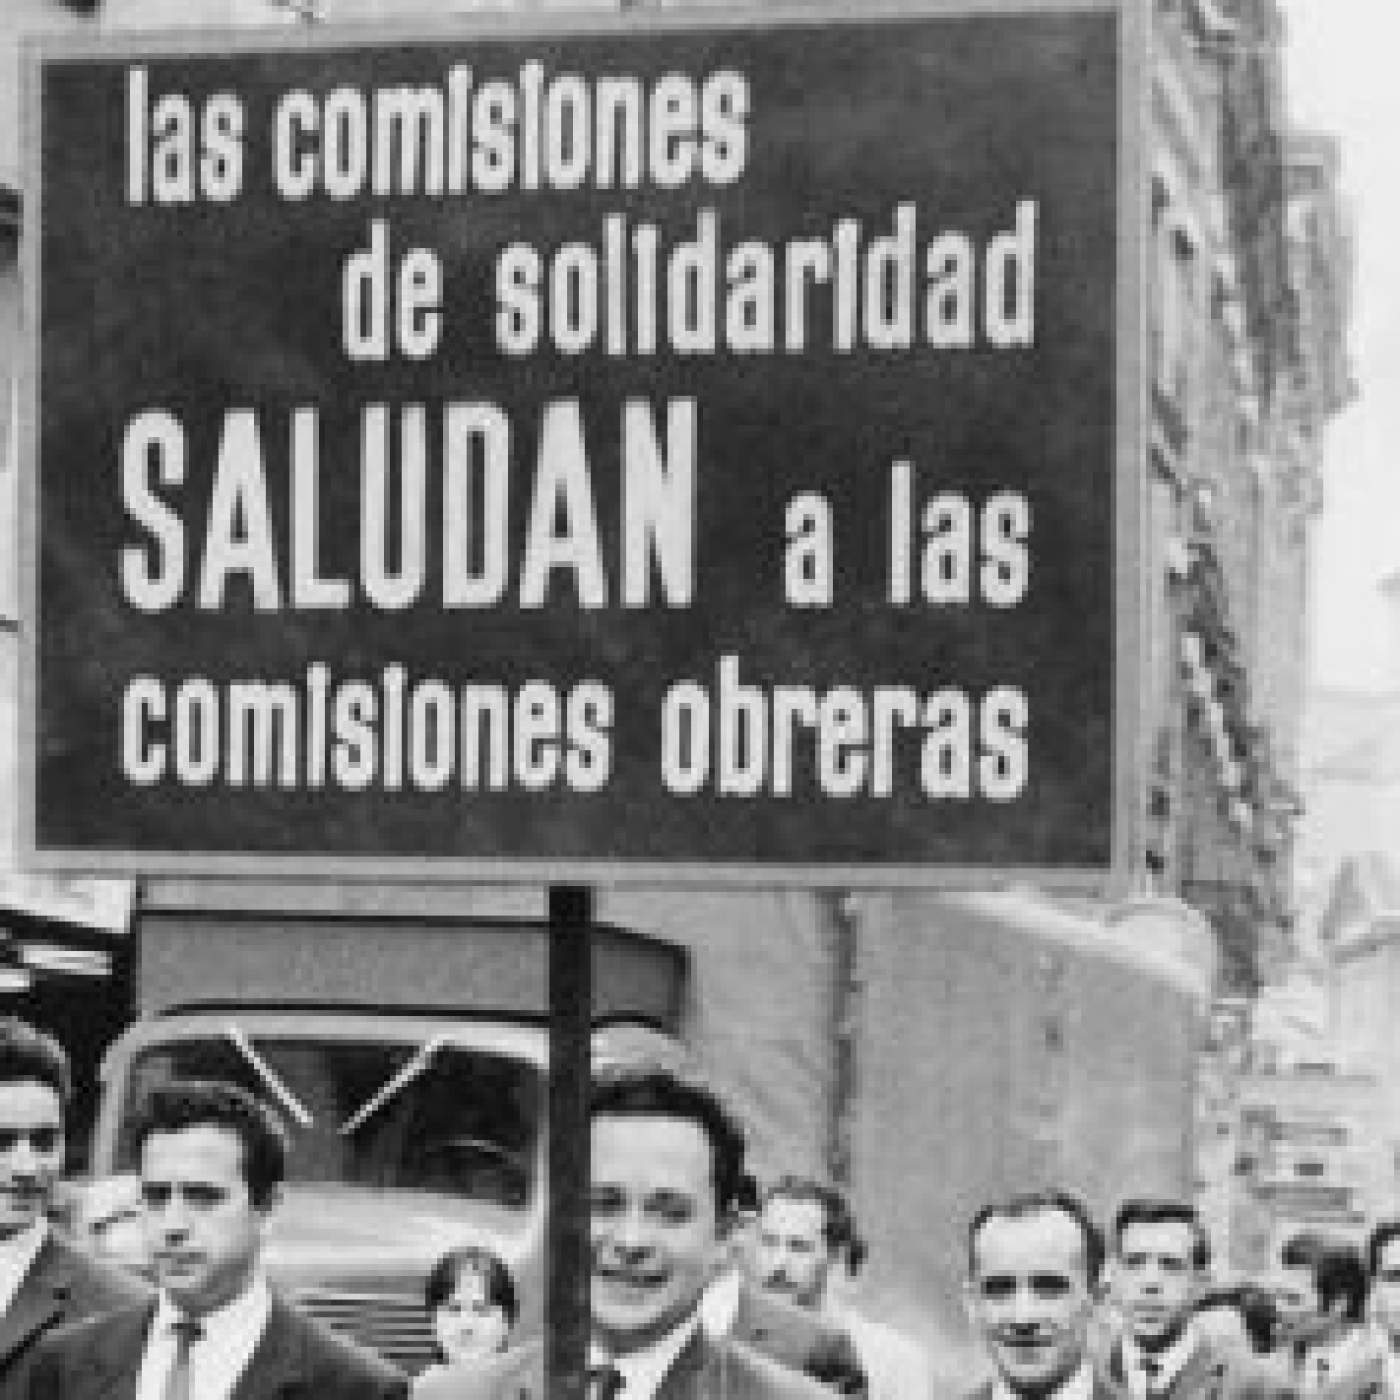 las comisiones
de solidaridad
SALUDAN a las
comisiones obreras